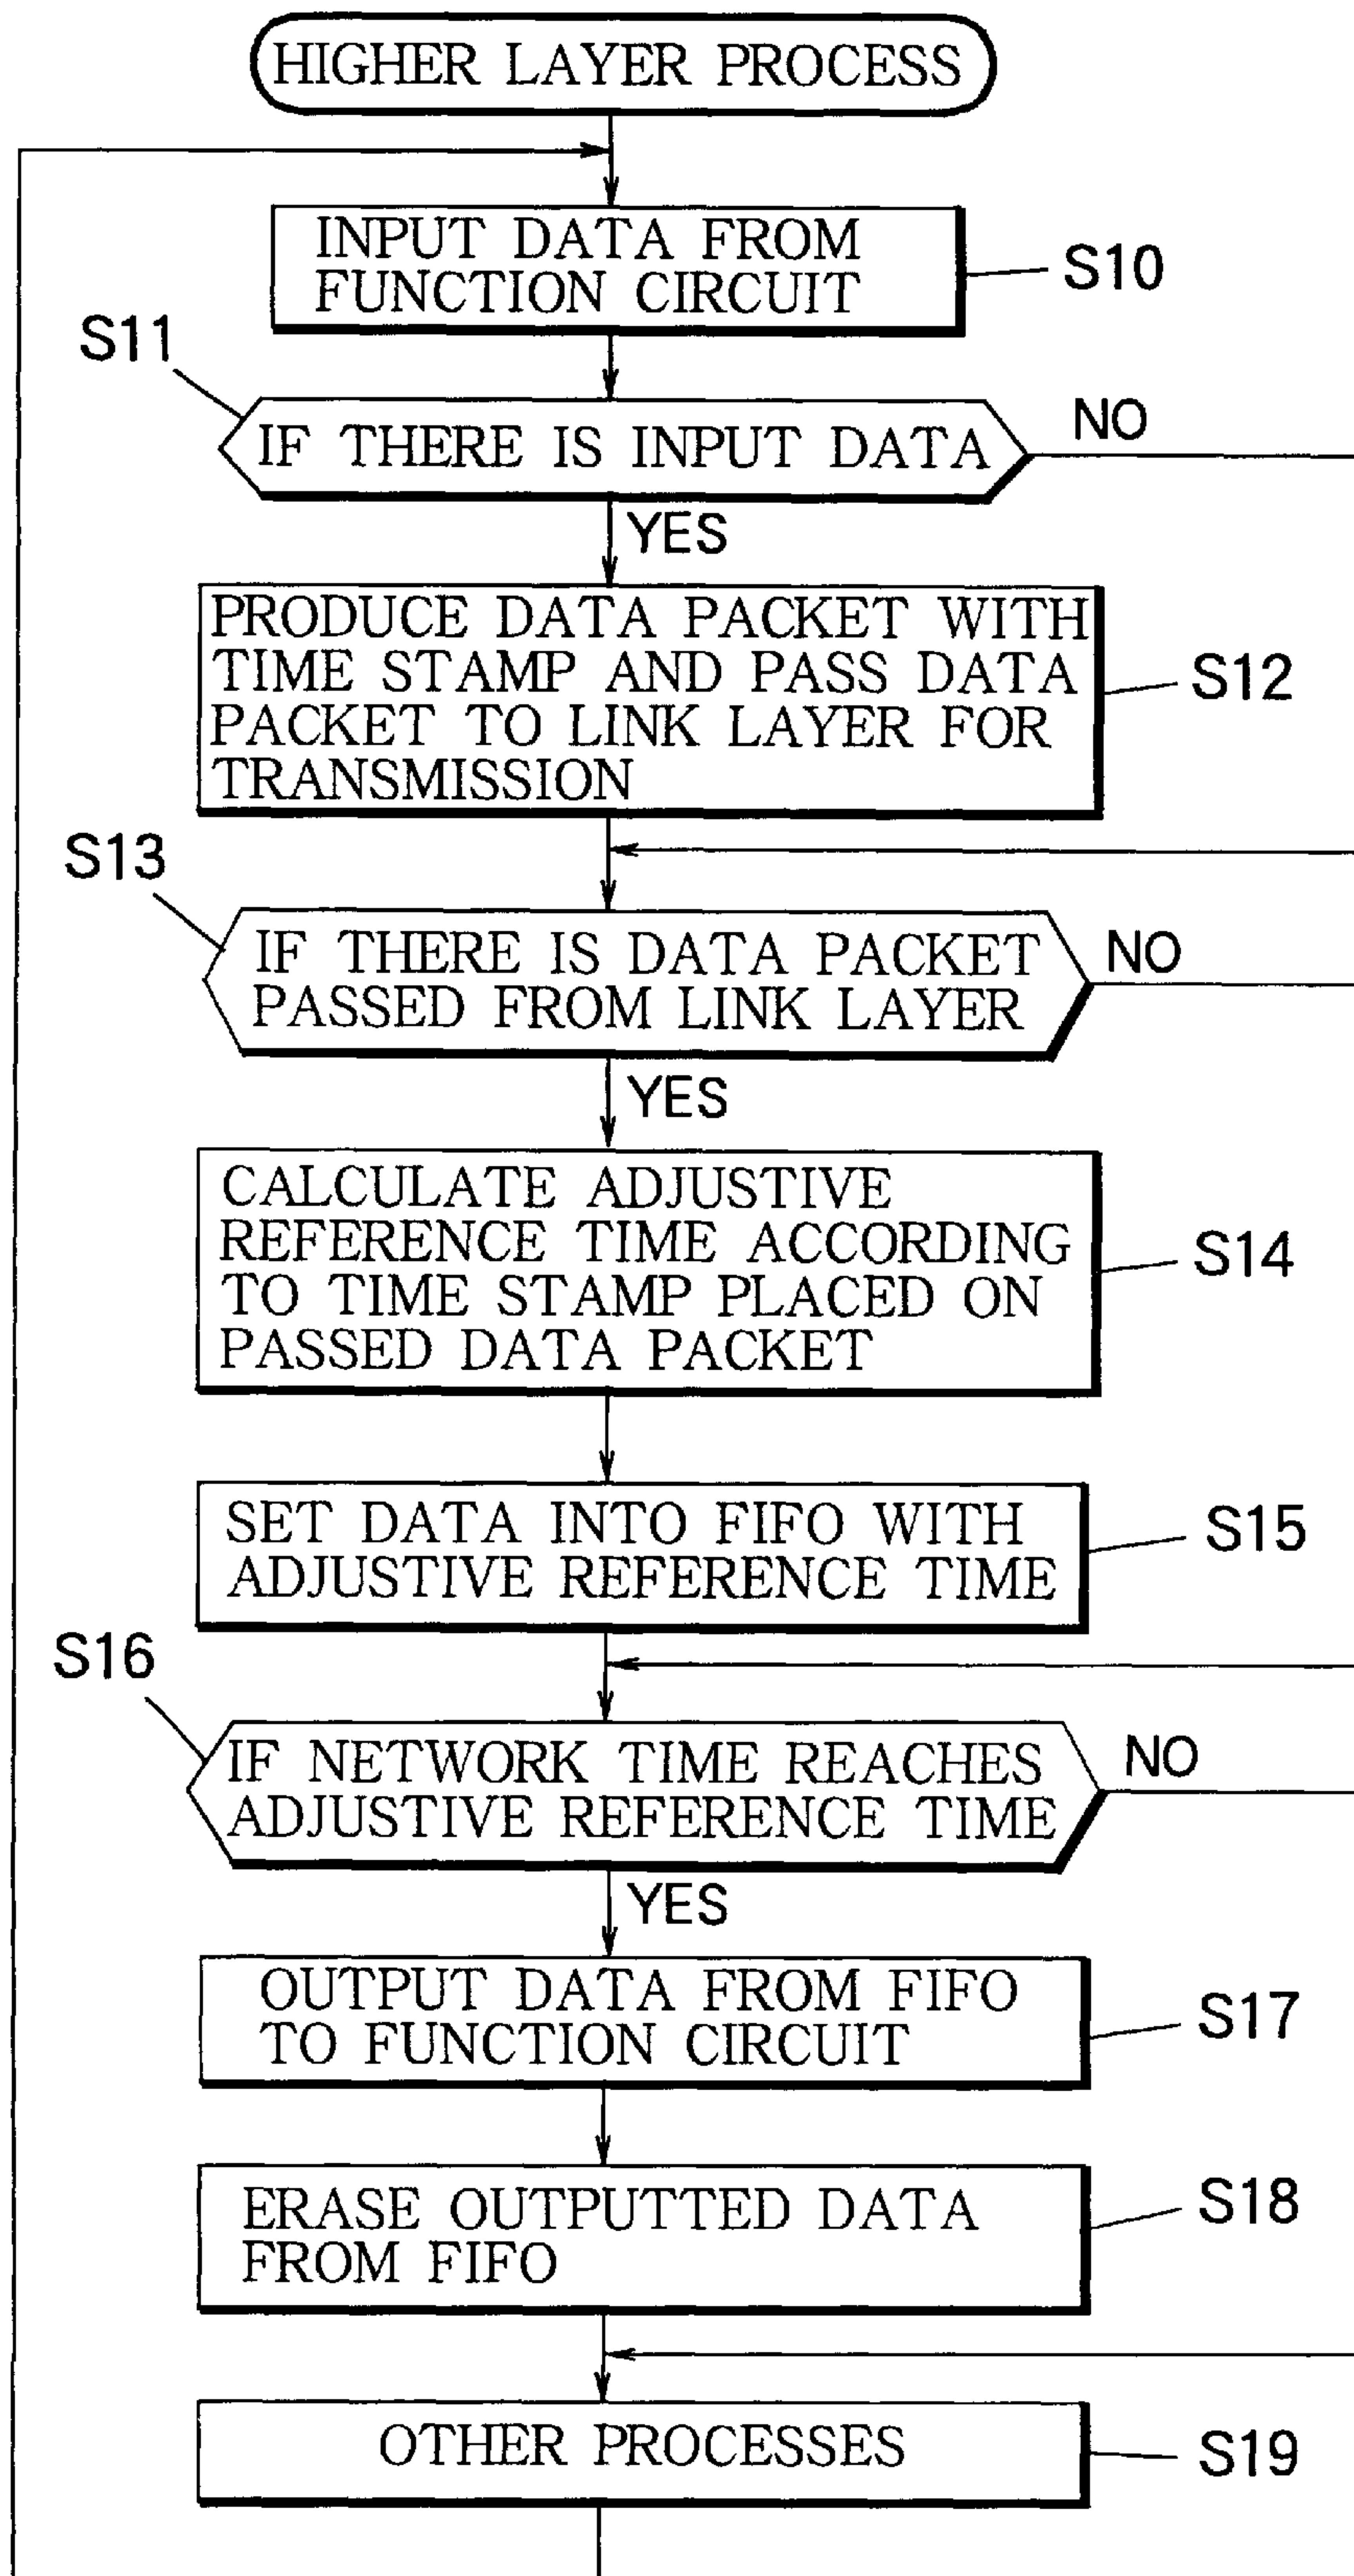 HIGHER LAYER PROCESS
INPUT DATA FROM
FUNCTION CIRCUIT
S10
S11
IF THERE IS INPUT DATA
NO
YES
PRODUCE DATA PACKET WITH
TIME STAMP AND PASS DATA
PACKET TO LINK LAYER FOR
TRANSMISSION
S12
S13
IF THERE IS DATA PACKET
PASSED FROM LINK LAYER
NO
YES
CALCULATE ADJUSTIVE
REFERENCE TIME ACCORDING
TO TIME STAMP PLACED ON
PASSED DATA PACKET
S14
SET DATA INTO FIFO WITH
ADJUSTIVE REFERENCE TIME
S15
S16
IF NETWORK TIME REACHES
ADJUSTIVE REFERENCE TIME
NO
YES
OUTPUT DATA FROM FIFO
TO FUNCTION CIRCUIT
S17
ERASE OUTPUTTED DATA
FROM FIFO
S18
OTHER PROCESSES
S19